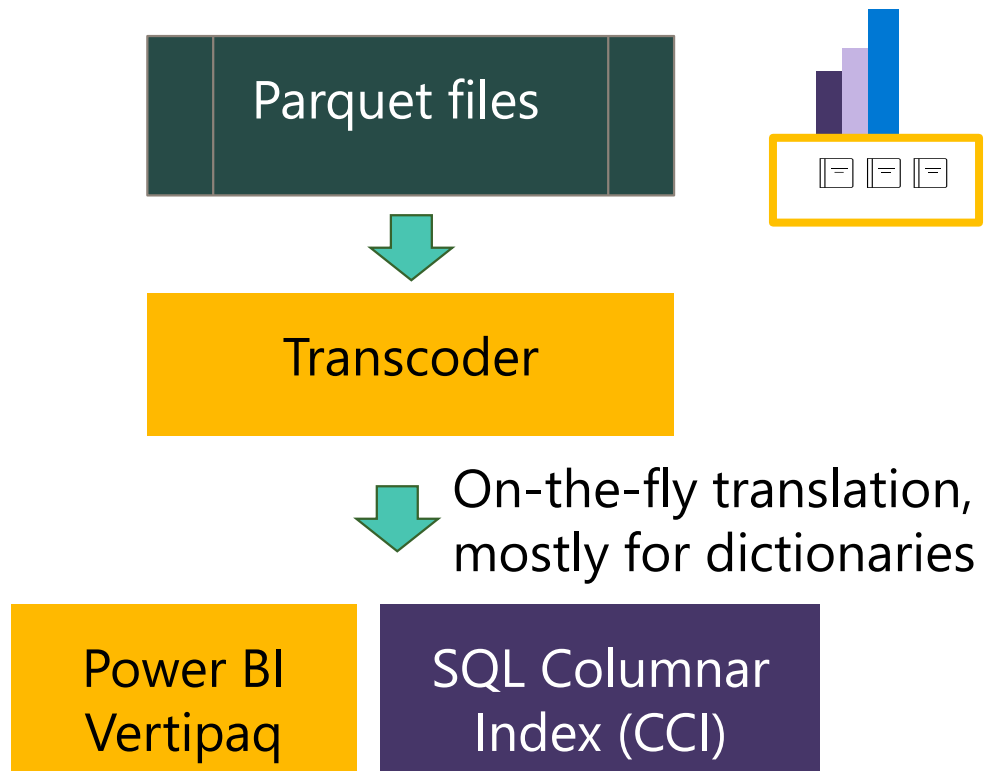 Parquet files
Transcoder
On-the-fly translation,
mostly for dictionaries
Power BI
Vertipaq
SQL Columnar
Index (CCI)